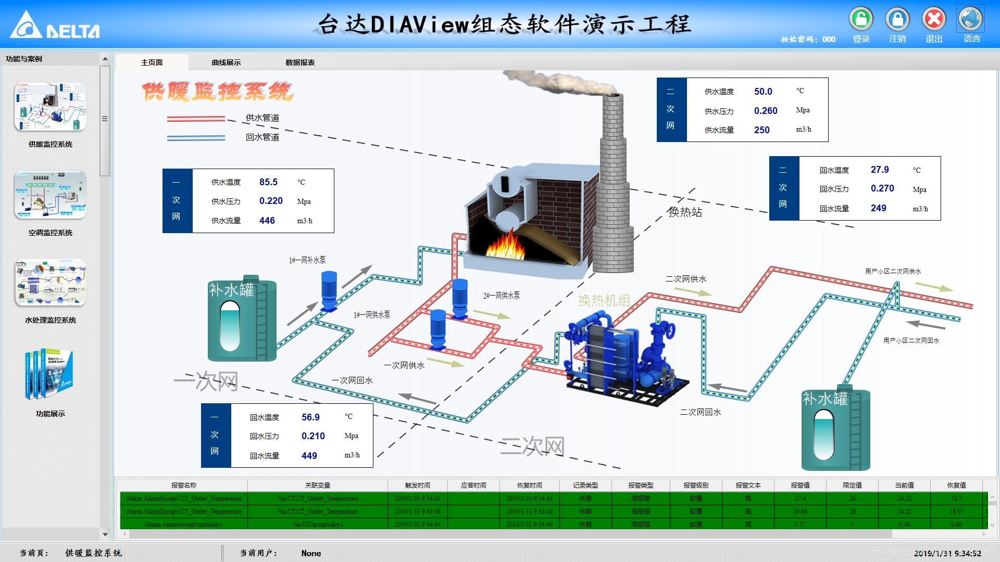 DELTA
台达DIAView组态软件演示工程
初始密码：000
登录
注销
退出
语言
功能与案例
供暖监控系统
空调监控系统
水处理监控系统
功能展示
主页面
曲线展示
数据报表
供暖监控系统
供水管道
回水管道
二次网
供水温度 50.0 °C
供水压力 0.260 Mpa
供水流量 250 m3/h
二次网
回水温度 27.9 °C
回水压力 0.270 Mpa
回水流量 249 m3/h
一次网
供水温度 85.5 °C
供水压力 0.220 Mpa
供水流量 446 m3/h
换热站
1#一网补水泵
补水罐
2#一网供水泵
1#一网供水泵
换热机组
二次网供水
用户小区二次网供水
用户小区二次网回水
一次网供水
一次网回水
一次网
二次网回水
补水罐
二次网
一次网
回水温度 56.9 °C
回水压力 0.210 Mpa
回水流量 449 m3/h
报警名称 关联变量 触发时间 应答时间 恢复时间 记录类型 报警类型 报警级别 报警文本 报警值 限定值 当前值 恢复值
Alarm.AlarmGroup0.CT_Outlet_Temperature Var.CT.CT_Outlet_Temperature 2019/1/31 9:34:42 2019/1/31 9:34:43 恢复 高报警 较重 高 27.4 26 24.22 18.7
Alarm.AlarmGroup0.CT_Outlet_Temperature Var.CT.CT_Outlet_Temperature 2019/1/31 9:34:38 2019/1/31 9:34:40 恢复 高报警 较重 高 26.68 26 24.22 18.07
Alarm.AlarmGroup0.turbidity1 Var.UIVar.turbidity1 2019/1/31 9:34:34 2019/1/31 9:34:40 恢复 高报警 较重 高 1.17 1 0.48 0.64
当前页： 供暖监控系统
当前用户： None
2019/1/31 9:34:52